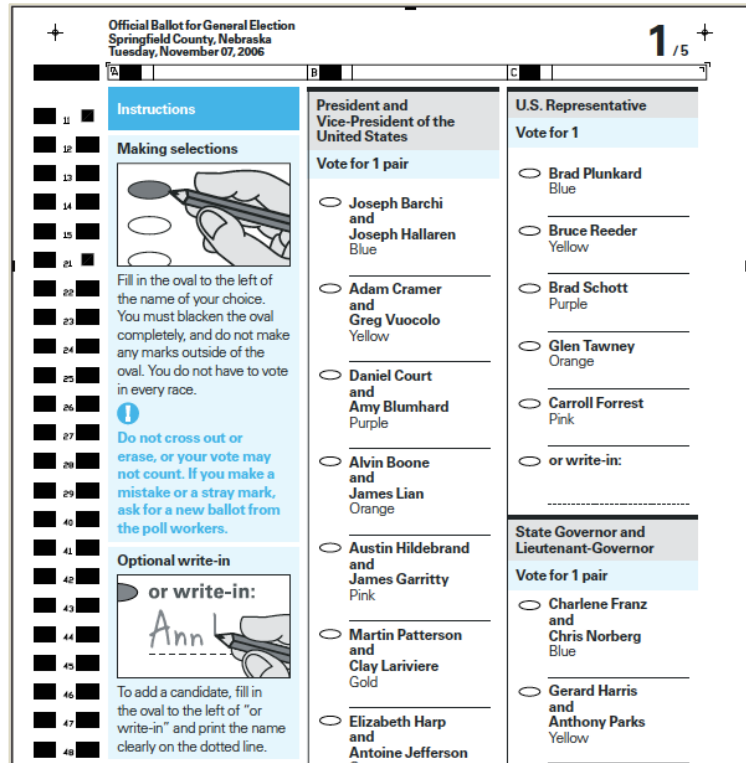 Official Ballot for General Election
Springfield County, Nebraska
Tuesday, November 07, 2006
1/5
A
B
C
11
12
13
14
15
21
22
23
24
25
26
27
28
29
40
41
42
43
44
45
46
47
48
Instructions
Making selections
Fill in the oval to the left of
the name of your choice.
You must blacken the oval
completely, and do not make
any marks outside of the
oval. You do not have to vote
in every race.
!
Do not cross out or
erase, or your vote may
not count. If you make a
mistake or a stray mark,
ask for a new ballot from
the poll workers.
Optional write-in
or write-in:
Ann L
To add a candidate, fill in
the oval to the left of "or
write-in" and print the name
clearly on the dotted line.
President and
Vice-President of the
United States
Vote for 1 pair
Joseph Barchi
and
Joseph Hallaren
Blue
Adam Cramer
and
Greg Vuocolo
Yellow
Daniel Court
and
Amy Blumhard
Purple
Alvin Boone
and
James Lian
Orange
Austin Hildebrand
and
James Garritty
Pink
Martin Patterson
and
Clay Lariviere
Gold
Elizabeth Harp
and
Antoine Jefferson
U.S. Representative
Vote for 1
Brad Plunkard
Blue
Bruce Reeder
Yellow
Brad Schott
Purple
Glen Tawney
Orange
Carroll Forrest
Pink
or write-in:
State Governor and
Lieutenant-Governor
Vote for 1 pair
Charlene Franz
and
Chris Norberg
Blue
Gerard Harris
and
Anthony Parks
Yellow